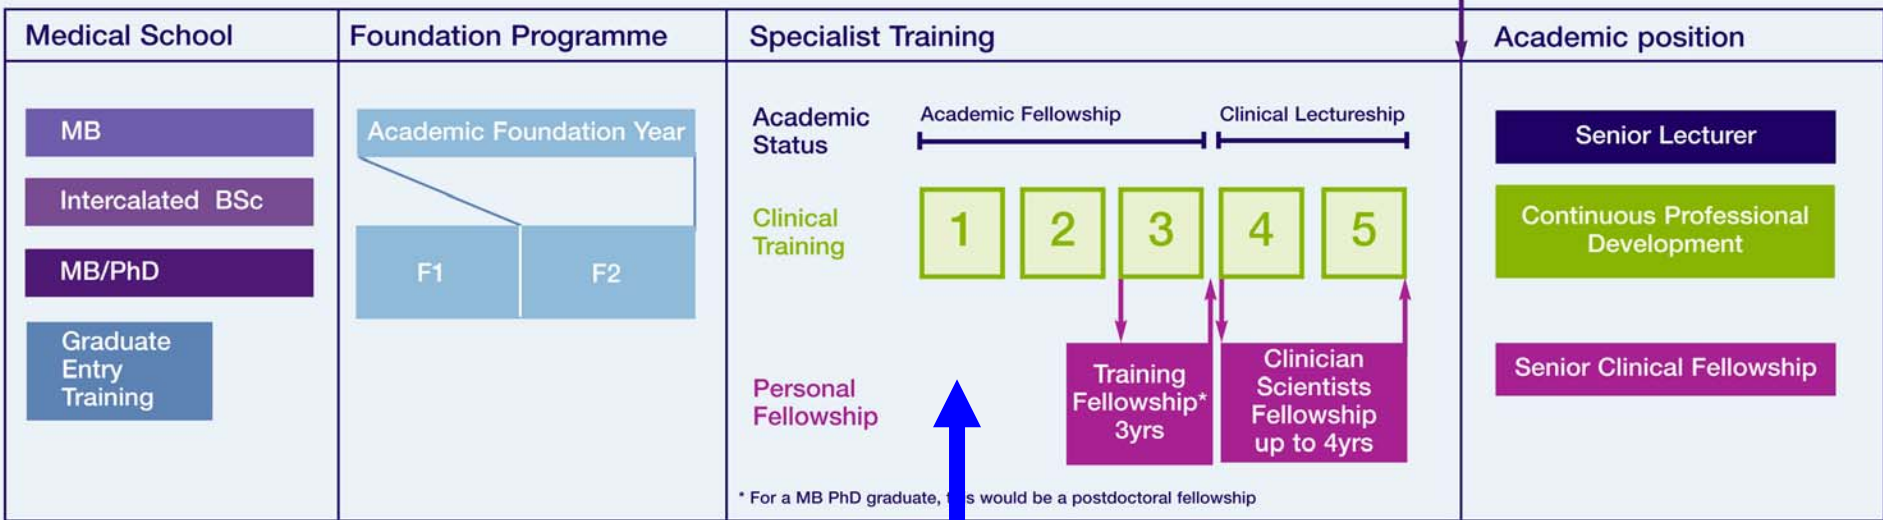 Medical School
Foundation Programme
Specialist Training
Academic position
MB
Intercalated BSc
MB/PhD
Graduate
Entry
Training
Academic Foundation Year
F1
F2
Academic
Status
Academic Fellowship
Clinical Lectureship
Clinical
Training
1
2
3
4
5
Personal
Fellowship
Training
Fellowship*
3yrs
Clinician
Scientists
Fellowship
up to 4yrs
* For a MB PhD graduate, would be a postdoctoral fellowship
Senior Lecturer
Continuous Professional
Development
Senior Clinical Fellowship